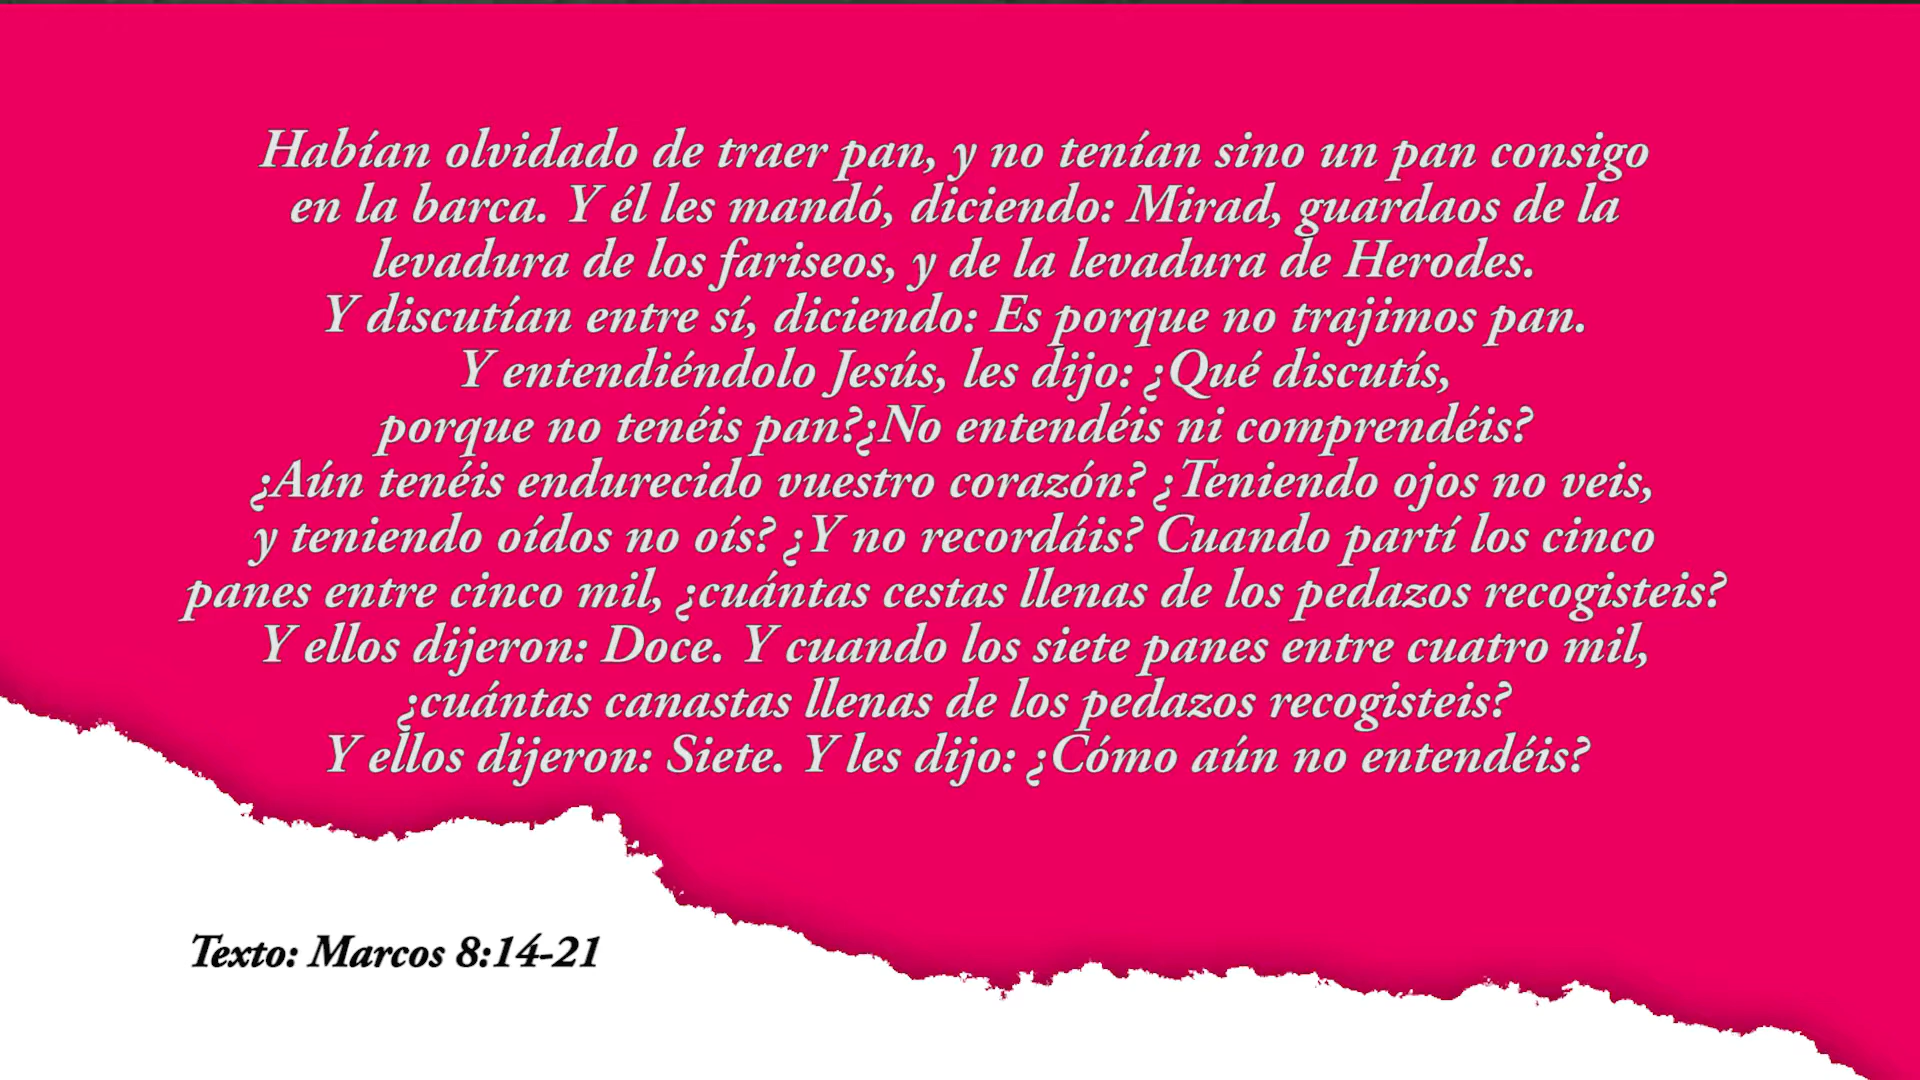 Habían olvidado de traer pan, y no tenían sino un pan consigo
en la barca. Y él les mandó, diciendo: Mirad, guardaos de la
levadura de los fariseos, y de la levadura de Herodes.
Y discutían entre sí, diciendo: Es porque no trajimos pan.
Y entendiéndolo Jesús, les dijo: ¿Qué discutís,
porque no tenéis pan?¿No entendéis ni comprendéis?
¿Aún tenéis endurecido vuestro corazón? ¿Teniendo ojos no veis,
y teniendo oídos no oís? ¿Y no recordáis? Cuando partí los cinco
panes entre cinco mil, ¿cuántas cestas llenas de los pedazos recogisteis?
Y ellos dijeron: Doce. Y cuando los siete panes entre cuatro mil,
¿cuántas canastas llenas de los pedazos recogisteis?
Y ellos dijeron: Siete. Y les dijo: ¿Cómo aún no entendéis?
Texto: Marcos 8:14-21